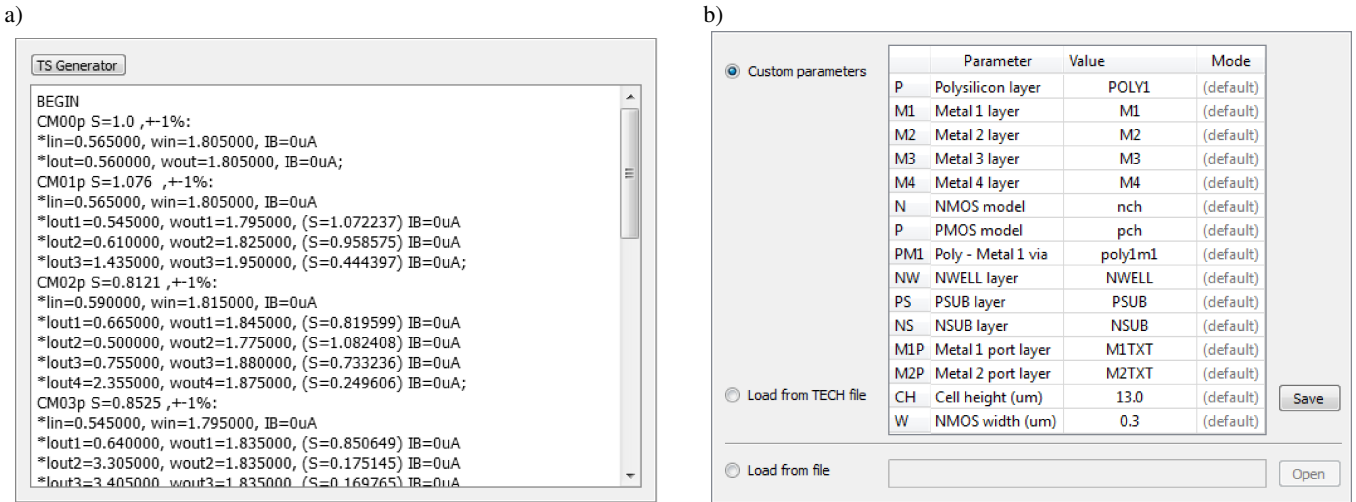 a)
TS Generator
BEGIN
CM00p S=1.0 ,+-1%:
*lin=0.565000, win=1.805000, IB=0uA
*lout=0.560000, wout=1.805000, IB=0uA;
CM01p S=1.076  ,+-1%:
*lin=0.565000, win=1.805000, IB=0uA
*lout1=0.545000, wout1=1.795000, (S=1.072237) IB=0uA
*lout2=0.610000, wout2=1.825000, (S=0.958575) IB=0uA
*lout3=1.435000, wout3=1.950000, (S=0.444397) IB=0uA;
CM02p S=0.8121 ,+-1%:
*lin=0.590000, win=1.815000, IB=0uA
*lout1=0.665000, wout1=1.845000, (S=0.819599) IB=0uA
*lout2=0.500000, wout2=1.775000, (S=1.082408) IB=0uA
*lout3=0.755000, wout3=1.880000, (S=0.733236) IB=0uA
*lout4=2.355000, wout4=1.875000, (S=0.249606) IB=0uA;
CM03p S=0.8525 ,+-1%:
*lin=0.545000, win=1.795000, IB=0uA
*lout1=0.640000, wout1=1.835000, (S=0.850649) IB=0uA
*lout2=3.305000, wout2=1.835000, (S=0.175145) IB=0uA
*lout3=3.405000, wout3=1.835000, (S=0.169765) IB=0uA
b)
Custom parameters
Parameter Value Mode
P Polysilicon layer POLY1 (default)
M1 Metal 1 layer M1 (default)
M2 Metal 2 layer M2 (default)
M3 Metal 3 layer M3 (default)
M4 Metal 4 layer M4 (default)
N NMOS model nch (default)
P PMOS model pch (default)
PM1 Poly - Metal 1 via poly1m1 (default)
NW NWELL layer NWELL (default)
PS PSUB layer PSUB (default)
NS NSUB layer NSUB (default)
M1P Metal 1 port layer M1TXT (default)
M2P Metal 2 port layer M2TXT (default)
CH Cell height (um) 13.0 (default)
W NMOS width (um) 0.3 (default)
Load from TECH file
Save
Load from file
Open